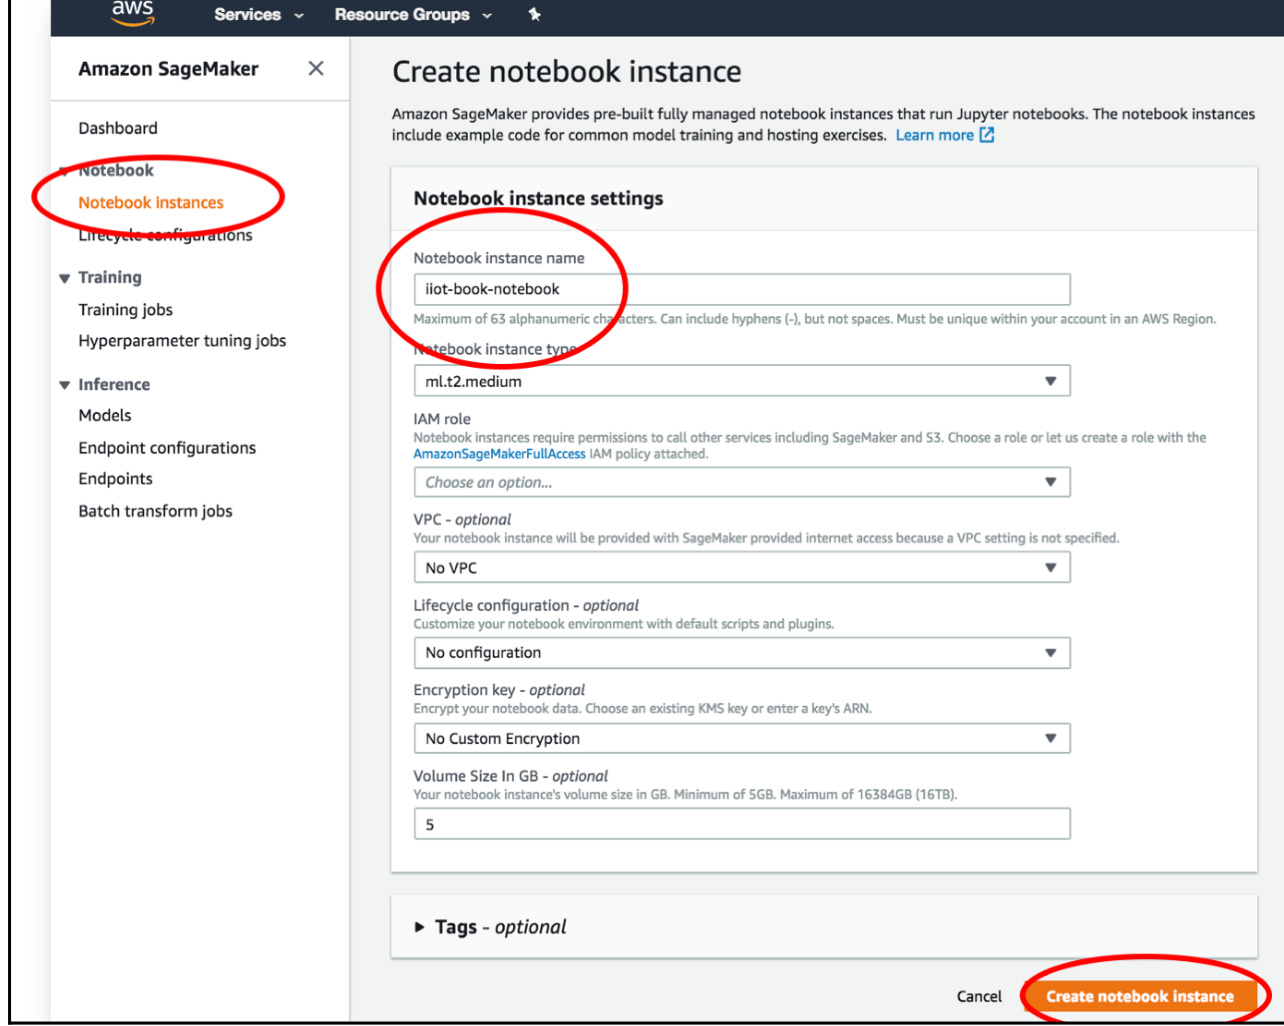 aws
Services
Resource Groups
Amazon SageMaker
Dashboard
Notebook
Notebook instances
Lifecycle configurations
Training
Training jobs
Hyperparameter tuning jobs
Inference
Models
Endpoint configurations
Endpoints
Batch transform jobs
Create notebook instance
Amazon SageMaker provides pre-built fully managed notebook instances that run Jupyter notebooks. The notebook instances
include example code for common model training and hosting exercises. Learn more
Notebook instance settings
Notebook instance name
iiot-book-notebook
Maximum of 63 alphanumeric characters. Can include hyphens (-), but not spaces. Must be unique within your account in an AWS Region.
Notebook instance type
ml.t2.medium
IAM role
Notebook instances require permissions to call other services including SageMaker and S3. Choose a role or let us create a role with the
AmazonSageMakerFullAccess IAM policy attached.
Choose an option...
VPC - optional
Your notebook instance will be provided with SageMaker provided internet access because a VPC setting is not specified.
No VPC
Lifecycle configuration - optional
Customize your notebook environment with default scripts and plugins.
No configuration
Encryption key - optional
Encrypt your notebook data. Choose an existing KMS key or enter a key's ARN.
No Custom Encryption
Volume Size In GB - optional
Your notebook instance's volume size in GB. Minimum of 5GB. Maximum of 16384GB (16TB).
5
Tags - optional
Cancel
Create notebook instance